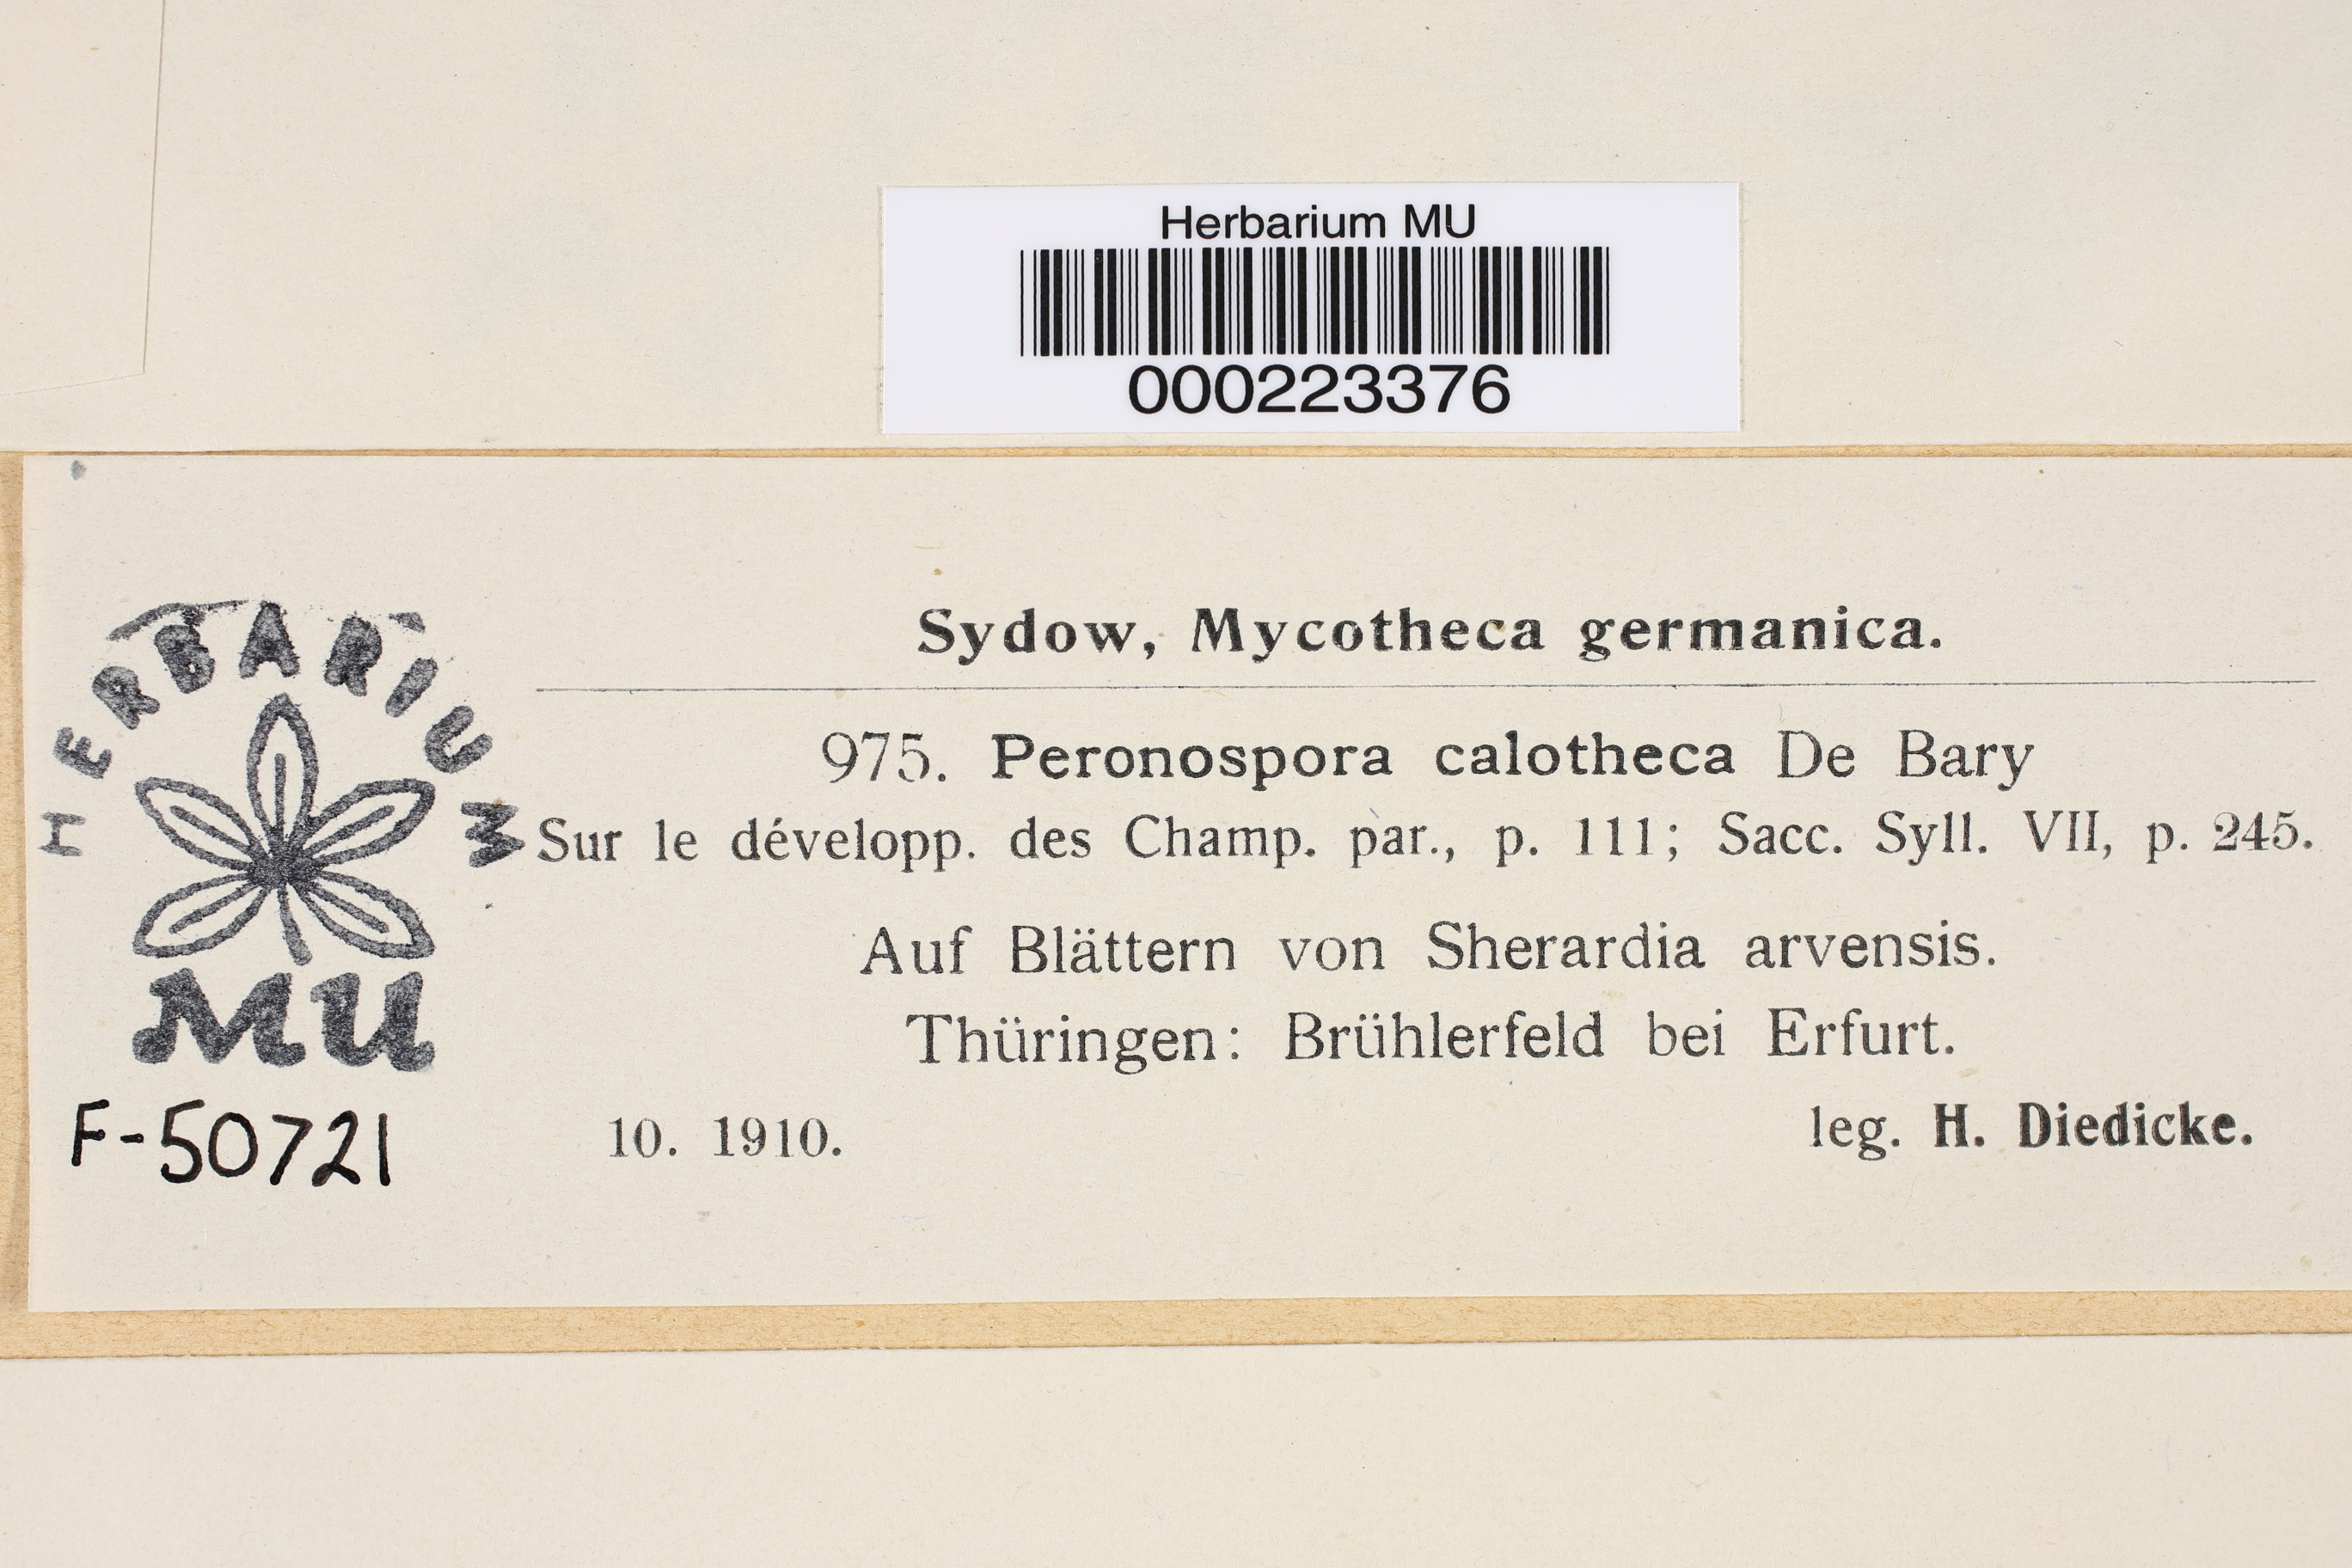 Herbarium MU
000223376
Sydow, Mycotheca germanica.
HERBARIUM
MU
F-50721
975. Peronospora calotheca De Bary
Sur le développ. des Champ. par., p. 111; Sacc. Syll. VII, p. 245.
Auf Blättern von Sherardia arvensis.
Thüringen: Brühlerfeld bei Erfurt.
10. 1910. leg. H. Diedicke.